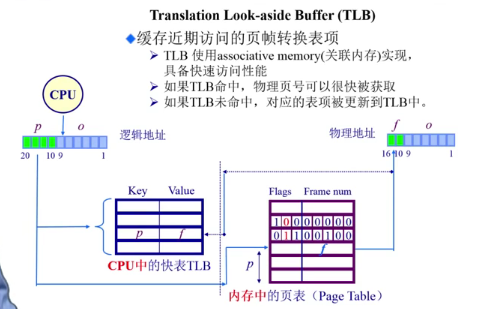 Translation Look-aside Buffer (TLB)
缓存近期访问的页帧转换表项
TLB 使用associative memory(关联内存)实现，
具备快速访问性能
如果TLB命中，物理页号可以很快被获取
如果TLB未命中，对应的表项被更新到TLB中。
CPU
p o
逻辑地址
20 10 9 1
物理地址
f o
16 10 9 1
Key Value
p f
CPU中的快表TLB
Flags Frame num
1 0 0 0 0 0 0 0
0 1 1 0 0 1 0 0
f
p
内存中的页表（Page Table）